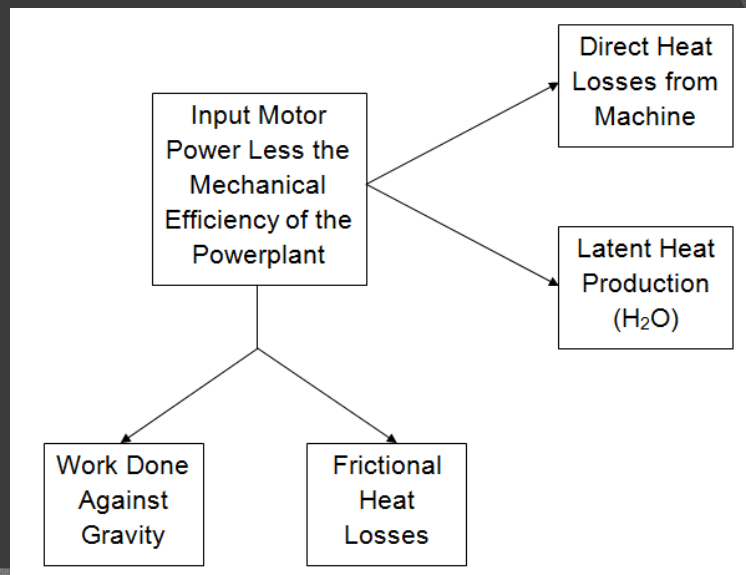 Direct Heat
Losses from
Machine
Input Motor
Power Less the
Mechanical
Efficiency of the
Powerplant
Latent Heat
Production
(H₂O)
Work Done
Against
Gravity
Frictional
Heat
Losses